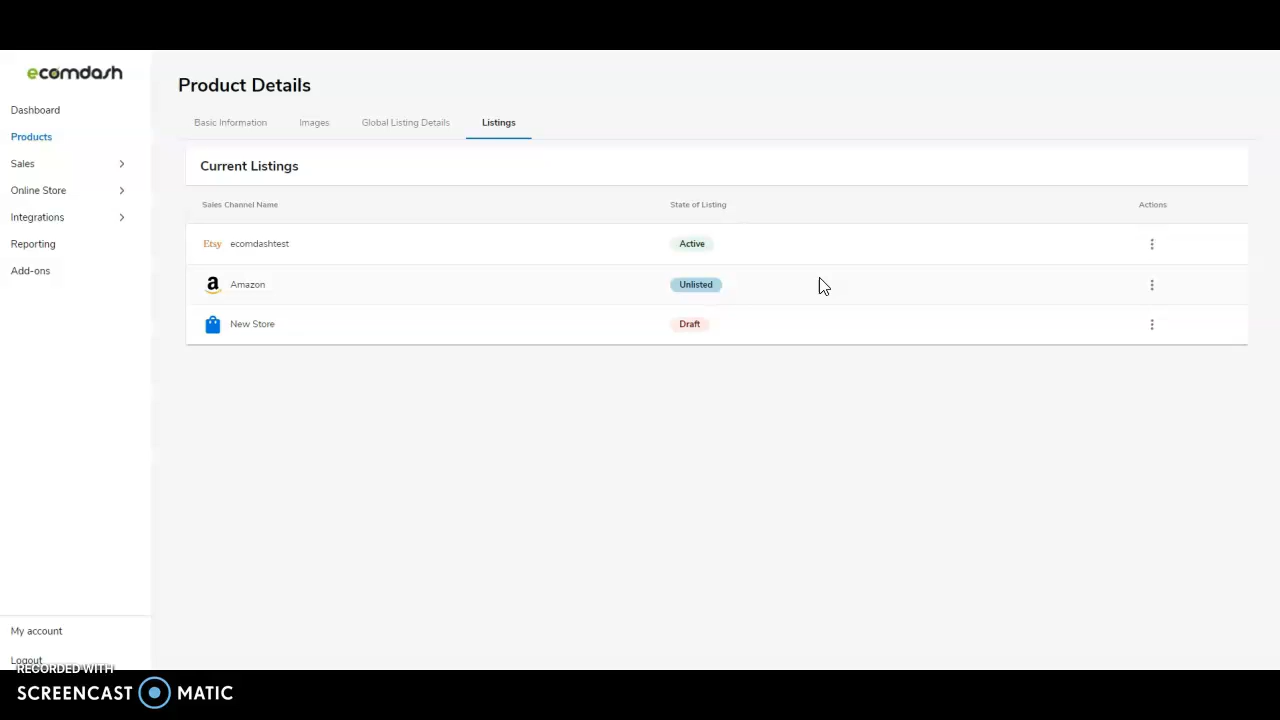 ecomdash
Dashboard
Products
Sales
Online Store
Integrations
Reporting
Add-ons
My account
Logout
Product Details
Basic Information Images Global Listing Details Listings
Current Listings
Sales Channel Name State of Listing Actions
Etsy ecomdashtest Active
a Amazon Unlisted
New Store Draft
RECORDED WITH
SCREENCAST MATIC